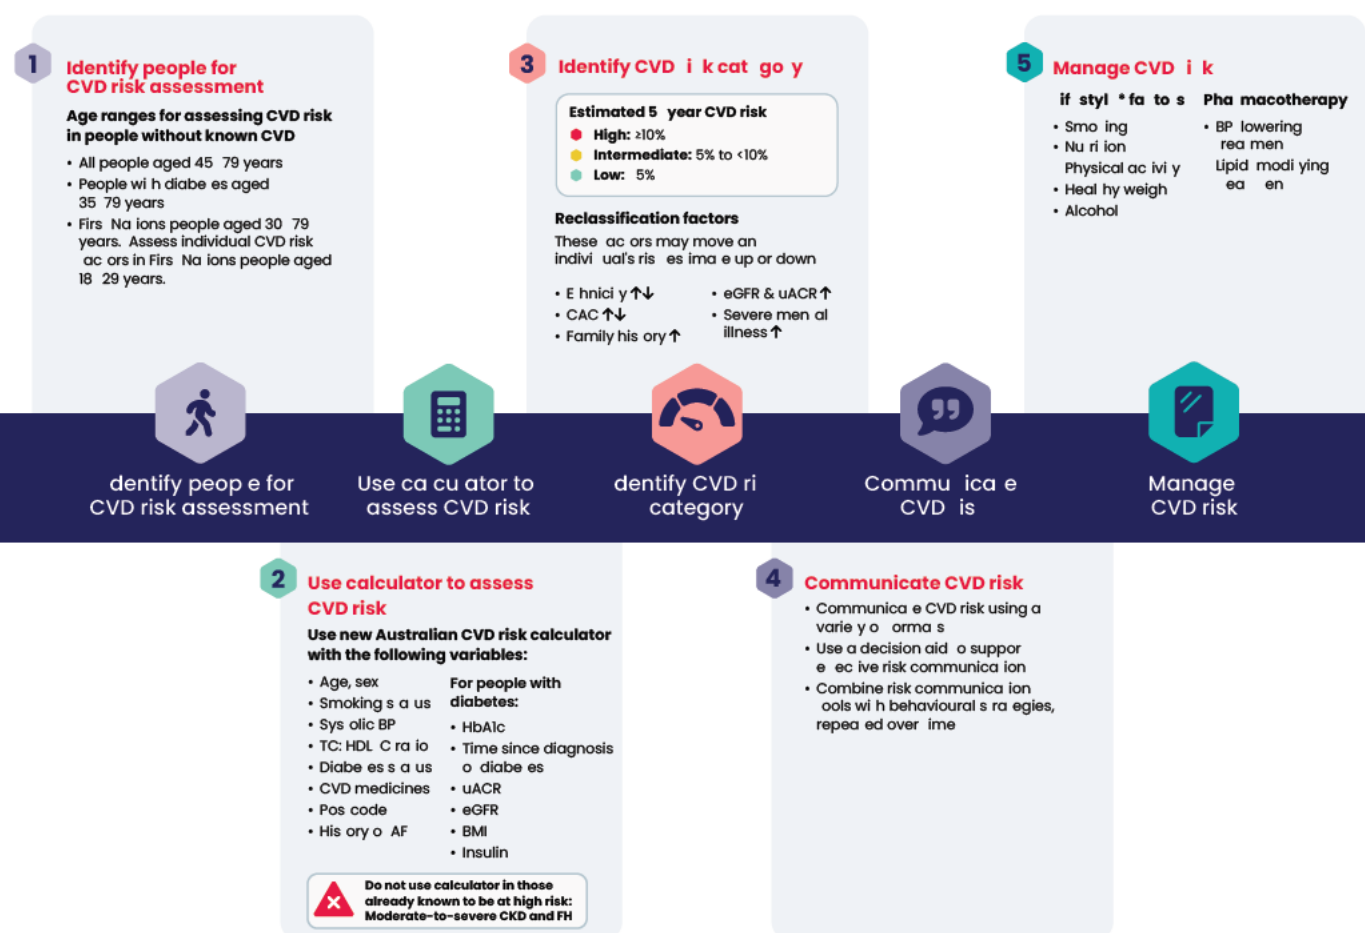 1
Identify people for
CVD risk assessment
Age ranges for assessing CVD risk
in people without known CVD
• All people aged 45 79 years
• People wi h diabe es aged
35 79 years
• Firs Na ions people aged 30 79
years. Assess individual CVD risk
ac ors in Firs Na ions people aged
18 29 years.
3
Identify CVD i k cat go y
Estimated 5 year CVD risk
High: ≥10%
Intermediate: 5% to <10%
Low: 5%
Reclassification factors
These ac ors may move an
indivi ual's ris es ima e up or down
• E hnici y ↑↓
• CAC ↑↓
• Family his ory ↑
• eGFR & uACR ↑
• Severe men al
illness ↑
5
Manage CVD i k
if styl * fa to s
• Smo ing
• Nu ri ion
Physical ac ivi y
• Heal hy weigh
• Alcohol
Pha macotherapy
• BP lowering
rea men
Lipid modi ying
ea en
dentify peop e for
CVD risk assessment
Use ca cu ator to
assess CVD risk
dentify CVD ri
category
Commu ica e
CVD is
Manage
CVD risk
2
Use calculator to assess
CVD risk
Use new Australian CVD risk calculator
with the following variables:
• Age, sex
• Smoking s a us
• Sys olic BP
• TC: HDL C ra io
• Diabe es s a us
• CVD medicines
• Pos code
• His ory o AF
For people with
diabetes:
• HbA1c
• Time since diagnosis
o diabe es
• uACR
• eGFR
• BMI
• Insulin
Do not use calculator in those
already known to be at high risk:
Moderate-to-severe CKD and FH
4
Communicate CVD risk
• Communica e CVD risk using a
varie y o orma s
• Use a decision aid o suppor
e ec ive risk communica ion
• Combine risk communica ion
ools wi h behavioural s ra egies,
repea ed over ime